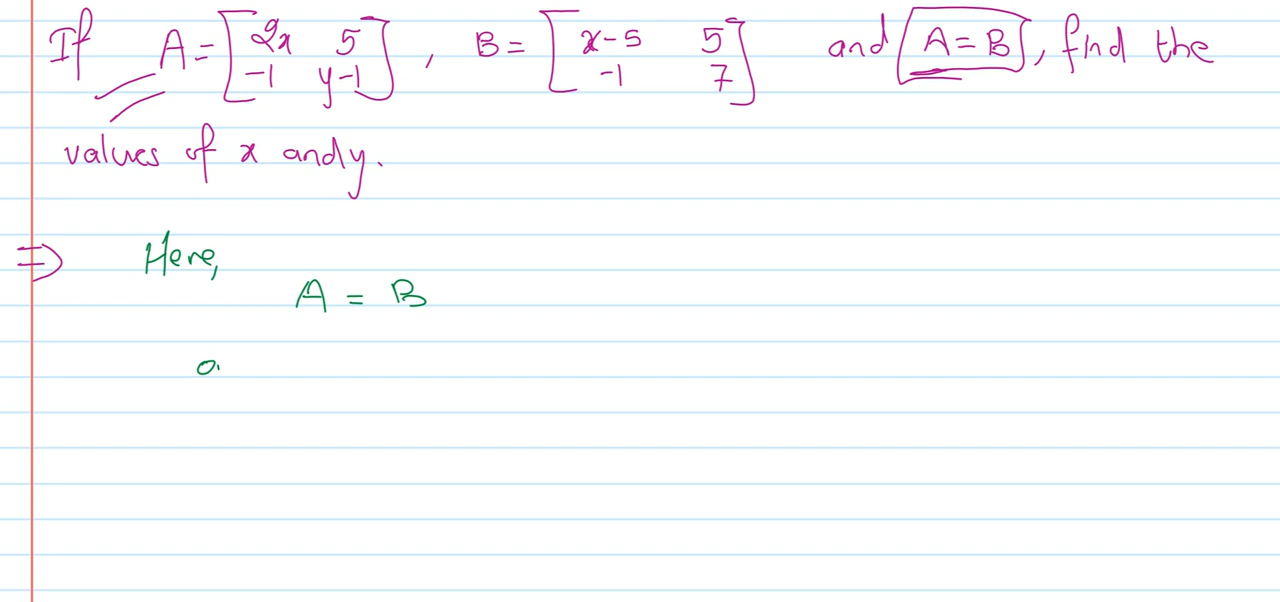 If A = [2x 5 -1 y-1], B = [x-5 5 -1 7] and A = B, find the
values of x and y.
⇒ Here,
A = B
o